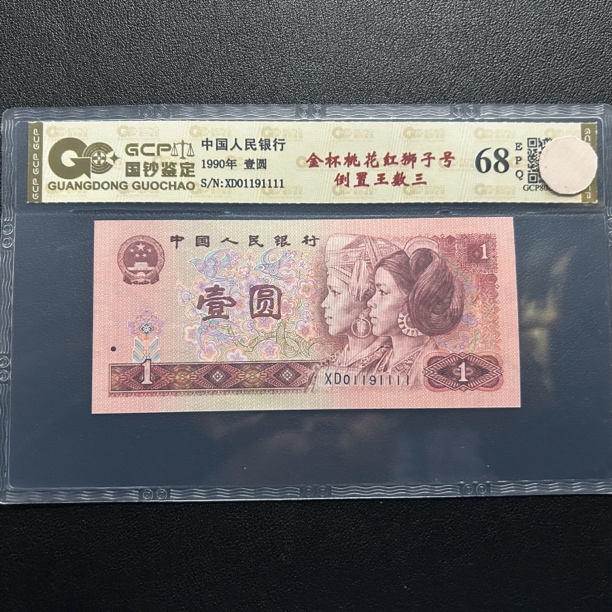 GCP
国钞鉴定
GUANGDONG GUOCHAO
中国人民银行
1990年 壹圆
S/N:XD01191111
金杯桃花红狮子号
倒置王数三
68
EPQ
中国人民银行
1
壹圆
1
XD01191111
1